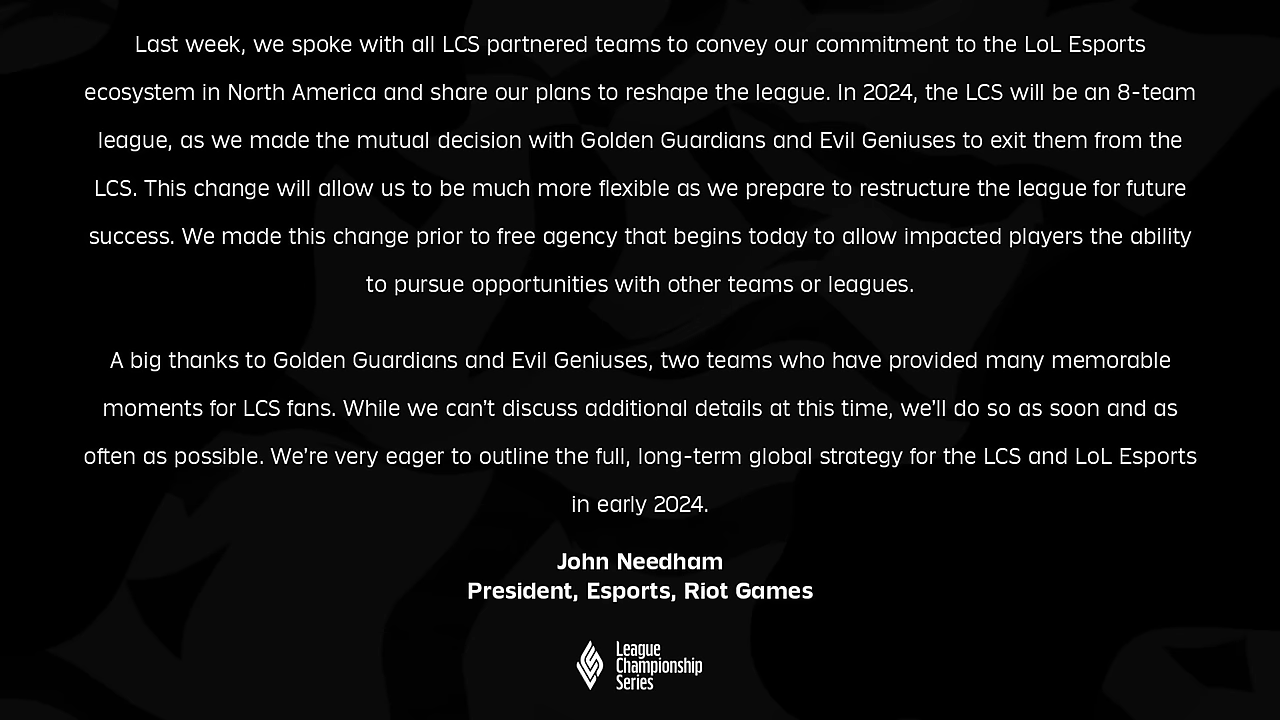 Last week, we spoke with all LCS partnered teams to convey our commitment to the LoL Esports
ecosystem in North America and share our plans to reshape the league. In 2024, the LCS will be an 8-team
league, as we made the mutual decision with Golden Guardians and Evil Geniuses to exit them from the
LCS. This change will allow us to be much more flexible as we prepare to restructure the league for future
success. We made this change prior to free agency that begins today to allow impacted players the ability
to pursue opportunities with other teams or leagues.
A big thanks to Golden Guardians and Evil Geniuses, two teams who have provided many memorable
moments for LCS fans. While we can't discuss additional details at this time, we'll do so as soon and as
often as possible. We're very eager to outline the full, long-term global strategy for the LCS and LoL Esports
in early 2024.
John Needham
President, Esports, Riot Games
League
Championship
Series